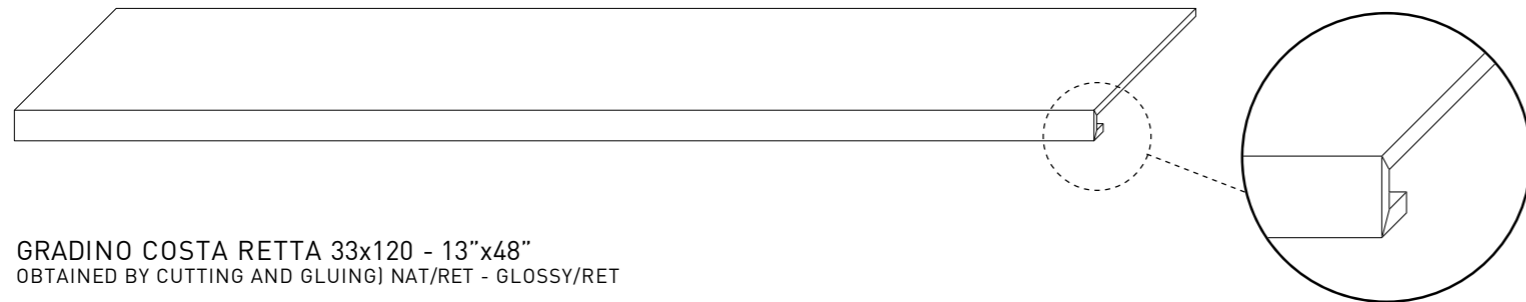 GRADINO COSTA RETTA 33x120 - 13”x48”
OBTAINED BY CUTTING AND GLUING) NAT/RET - GLOSSY/RET